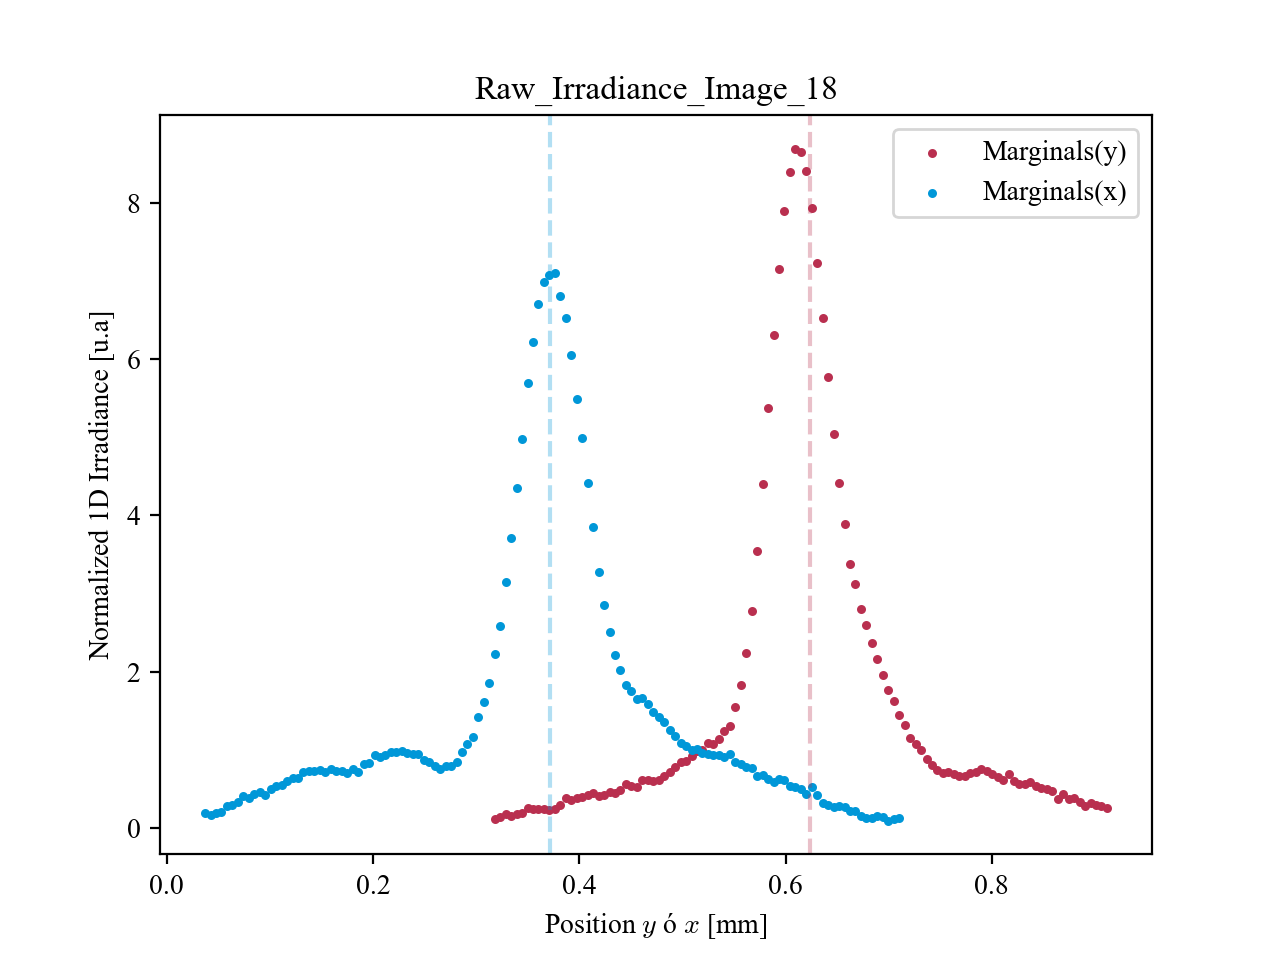 Raw_Irradiance_Image_18
Marginals(y)
Marginals(x)
Normalized 1D Irradiance [u.a]
8
6
4
2
0
0.0 0.2 0.4 0.6 0.8
Position y ó x [mm]